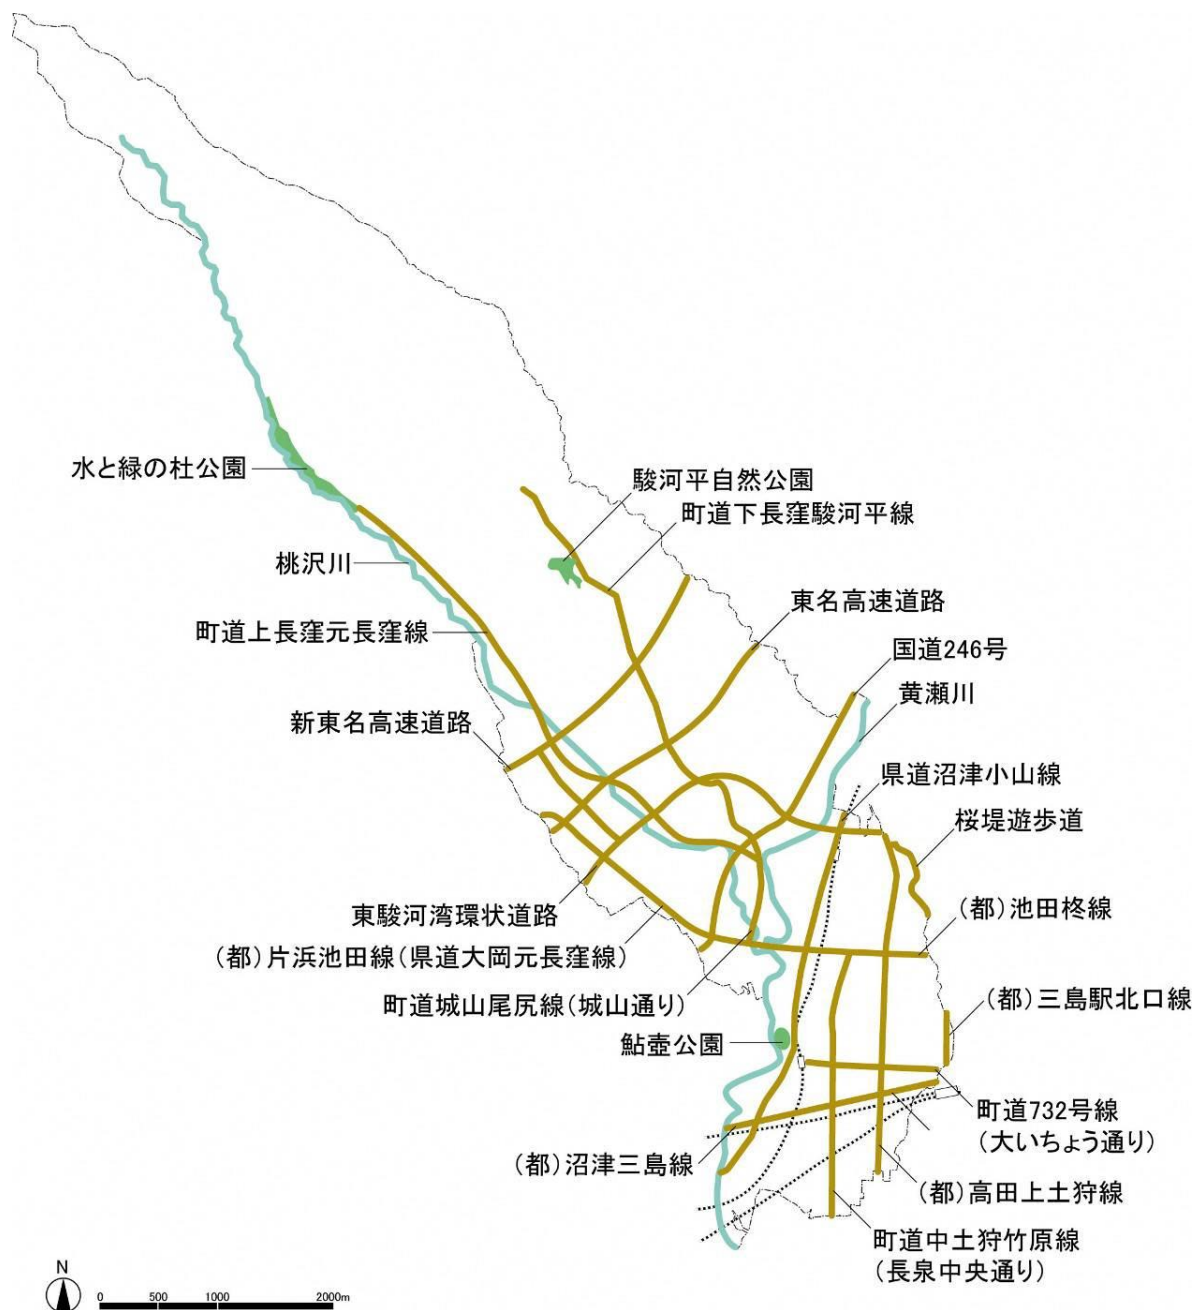 水と緑の杜公園
駿河平自然公園
町道下長窪駿河平線
桃沢川
東名高速道路
町道上長窪元長窪線
国道246号
黄瀬川
新東名高速道路
県道沼津小山線
桜堤遊歩道
東駿河湾環状道路
(都)池田柊線
(都)片浜池田線(県道大岡元長窪線)
町道城山尾尻線(城山通り)
(都)三島駅北口線
鮎壺公園
町道732号線
(大いちょう通り)
(都)沼津三島線
(都)高田上土狩線
町道中土狩竹原線
(長泉中央通り)
N
0 500 1000 2000m